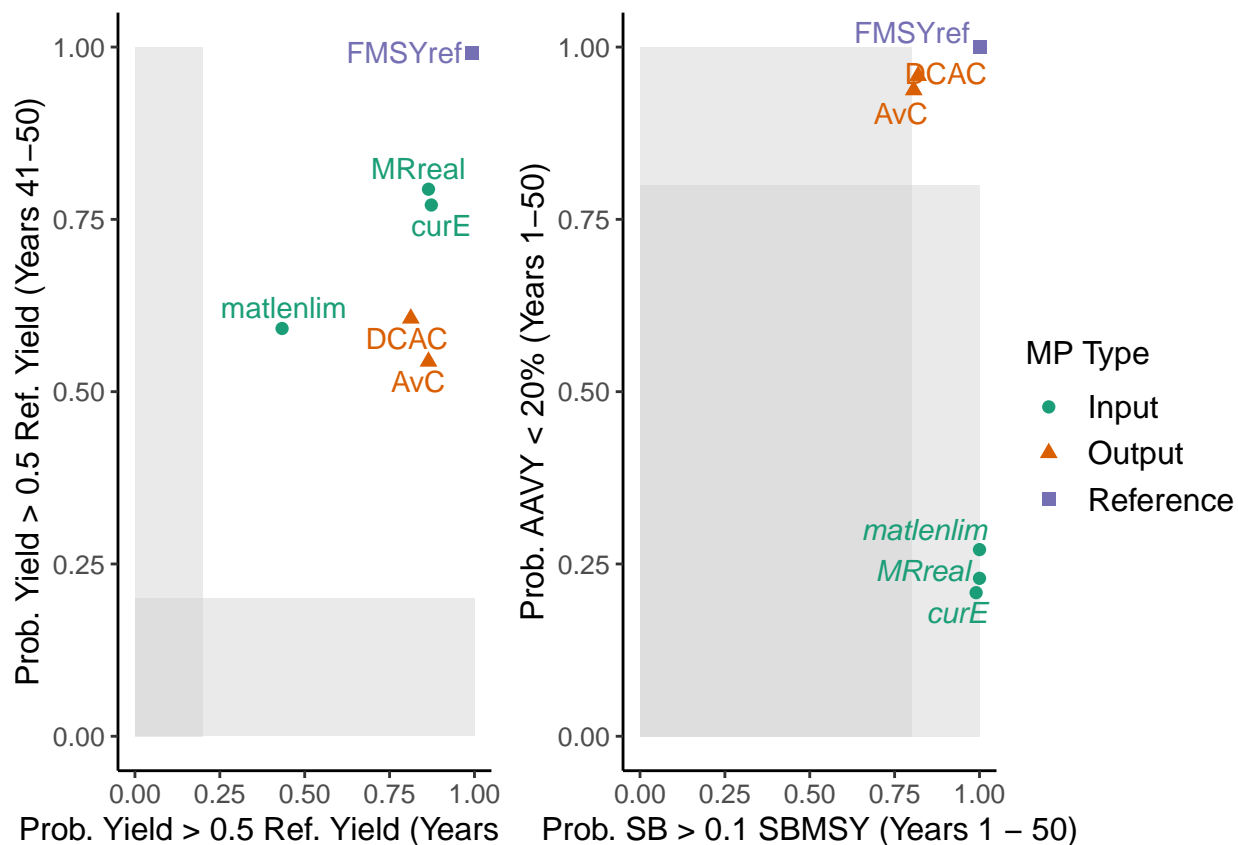 Prob. Yield > 0.5 Ref. Yield (Years 41−50)
1.00
0.75
0.50
0.25
0.00
FMSYref
MRreal
curE
matlenlim
DCAC
AvC
0.00 0.25 0.50 0.75 1.00
Prob. Yield > 0.5 Ref. Yield (Years
Prob. AAVY < 20% (Years 1−50)
1.00
0.75
0.50
0.25
0.00
FMSYref
DCAC
AvC
matlenlim
MRreal
curE
0.00 0.25 0.50 0.75 1.00
Prob. SB > 0.1 SBMSY (Years 1 − 50)
MP Type
Input
Output
Reference